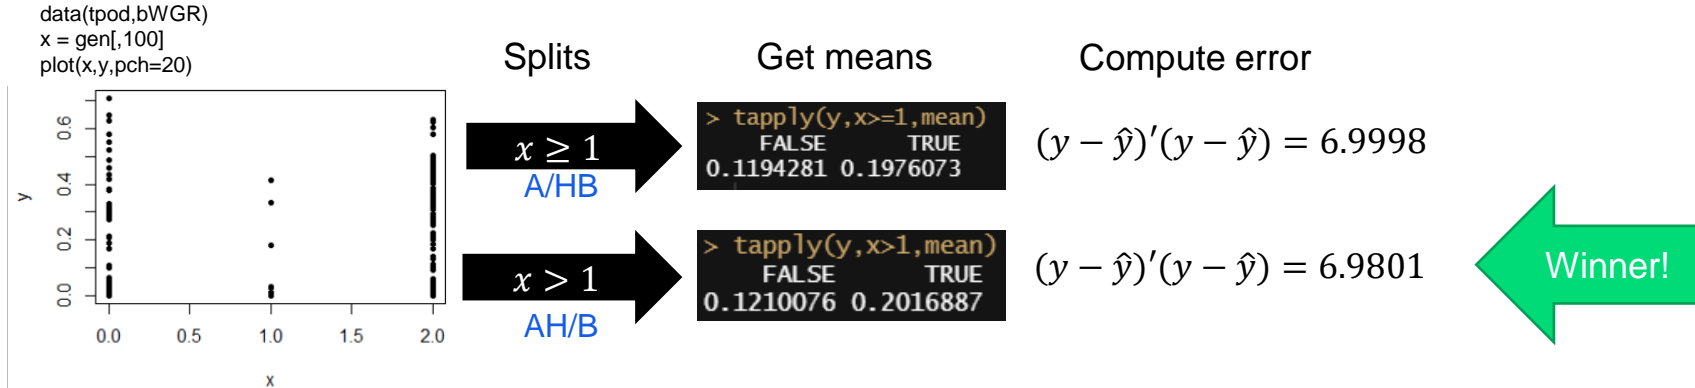 data(tpod,bWGR)
x = gen[,100]
plot(x,y,pch=20)
Splits
Get means
Compute error
y
0.0
0.2
0.4
0.6
0.0
0.5
1.0
1.5
2.0
x
x ≥ 1
A/HB
> tapply(y,x>=1,mean)
FALSE TRUE
0.1194281 0.1976073
(y − ŷ)′(y − ŷ) = 6.9998
x > 1
AH/B
> tapply(y,x>1,mean)
FALSE TRUE
0.1210076 0.2016887
(y − ŷ)′(y − ŷ) = 6.9801
Winner!